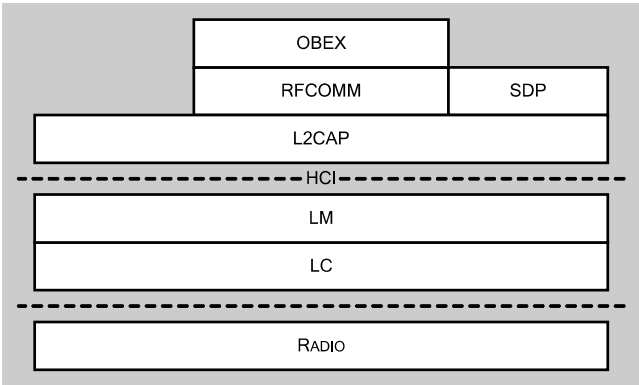 OBEX
RFCOMM SDP
L2CAP
HCI
LM
LC
RADIO